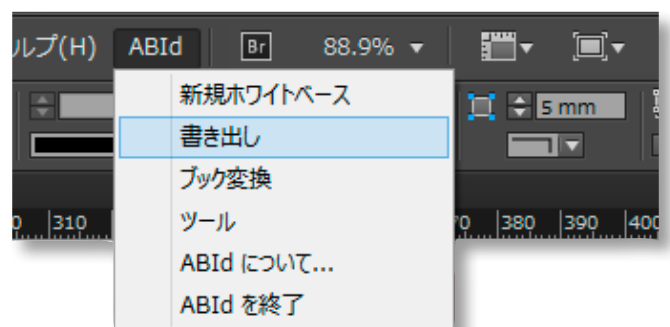 ルプ(H) ABId Br 88.9%
新規ホワイトベース
5 mm
書き出し
ブック変換
310 380 390 400
ツール
ABId について...
ABId を終了